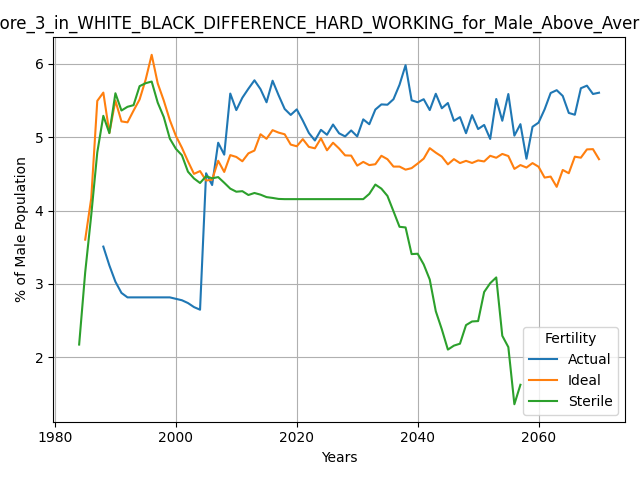 ore_3_in_WHITE_BLACK_DIFFERENCE_HARD_WORKING_for_Male_Above_Aver
% of Male Population
6
5
4
3
2
1980
2000
2020
2040
2060
Years
Fertility
Actual
Ideal
Sterile